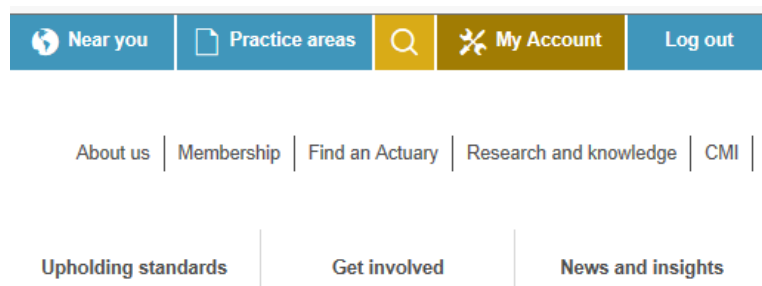 Near you Practice areas My Account Log out
About us Membership Find an Actuary Research and knowledge CMI
Upholding standards Get involved News and insights